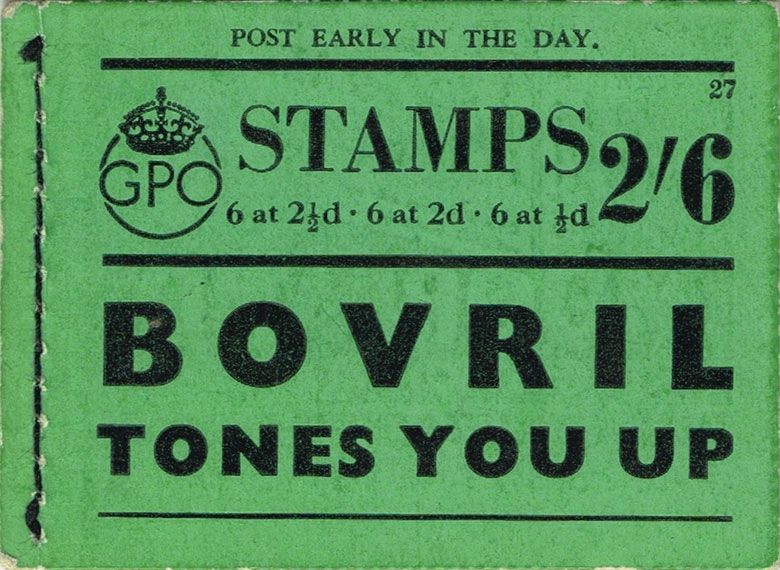 POST EARLY IN THE DAY.
27
GPO STAMPS 2/6
6 at 2½d · 6 at 2d · 6 at ½d
BOVRIL
TONES YOU UP